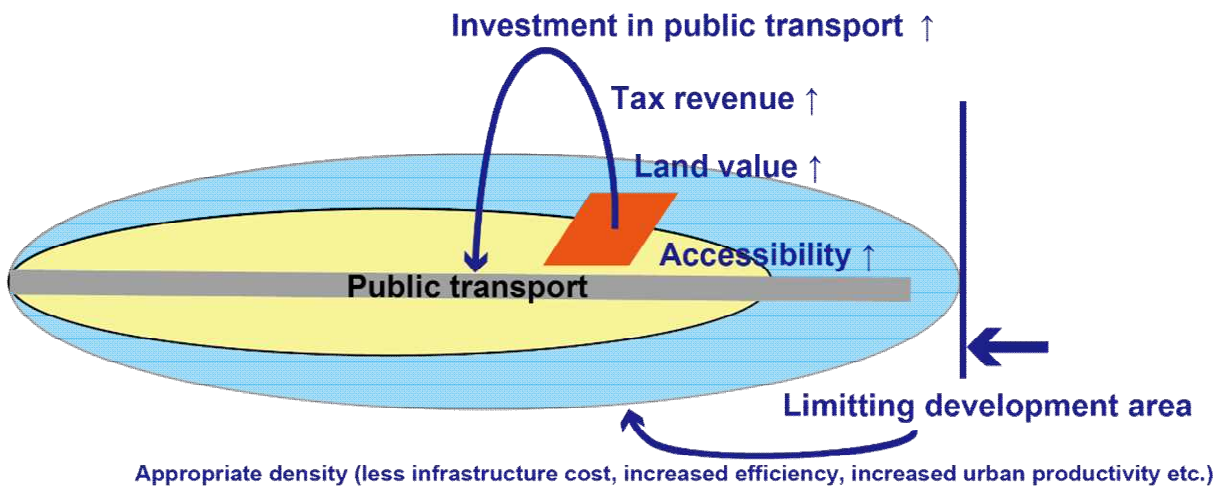 Investment in public transport ↑
Tax revenue ↑
Land value ↑
Accessibility ↑
Public transport
Limitting development area
Appropriate density (less infrastructure cost, increased efficiency, increased urban productivity etc.)